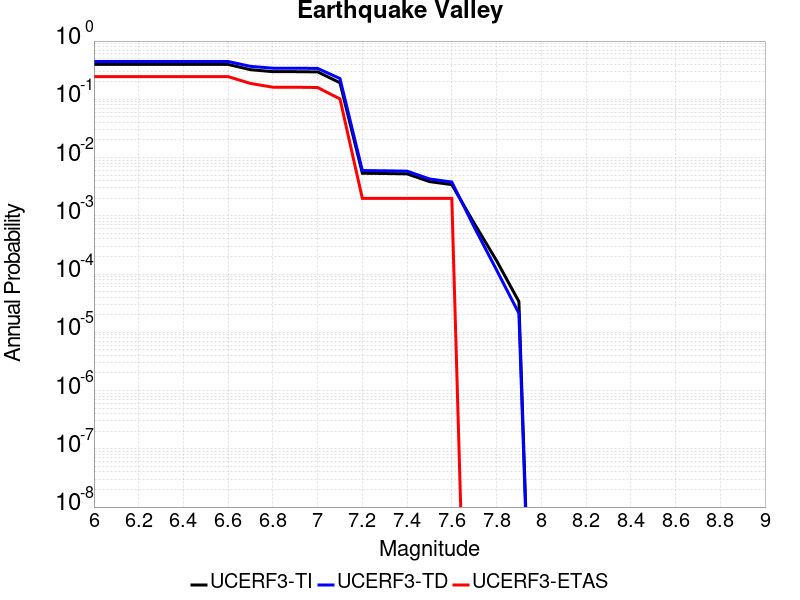 Earthquake Valley
10^0
10^-1
10^-2
10^-3
10^-4
10^-5
10^-6
10^-7
10^-8
Annual Probability
6 6.2 6.4 6.6 6.8 7 7.2 7.4 7.6 7.8 8 8.2 8.4 8.6 8.8 9
Magnitude
UCERF3-TI UCERF3-TD UCERF3-ETAS